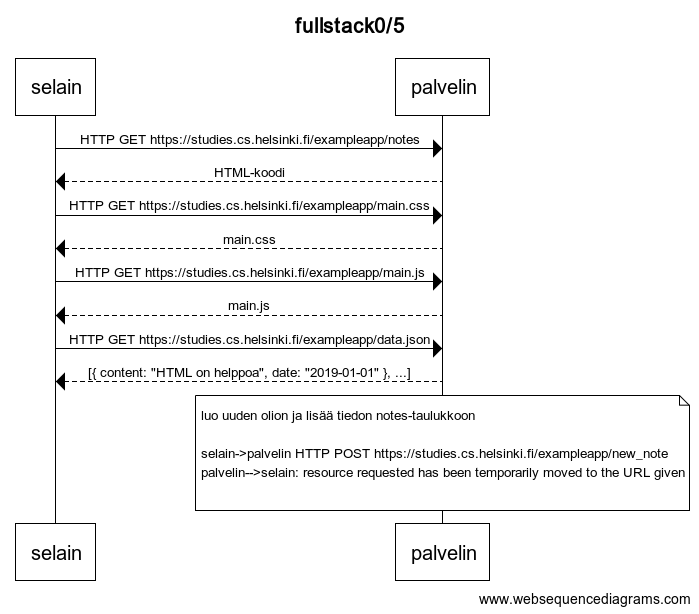 fullstack0/5
selain palvelin
HTTP GET https://studies.cs.helsinki.fi/exampleapp/notes
HTML-koodi
HTTP GET https://studies.cs.helsinki.fi/exampleapp/main.css
main.css
HTTP GET https://studies.cs.helsinki.fi/exampleapp/main.js
main.js
HTTP GET https://studies.cs.helsinki.fi/exampleapp/data.json
[{ content: "HTML on helppoa", date: "2019-01-01" }, ...]
luo uuden olion ja lisää tiedon notes-taulukkoon
selain->palvelin HTTP POST https://studies.cs.helsinki.fi/exampleapp/new_note
palvelin-->selain: resource requested has been temporarily moved to the URL given
selain palvelin
www.websequencediagrams.com